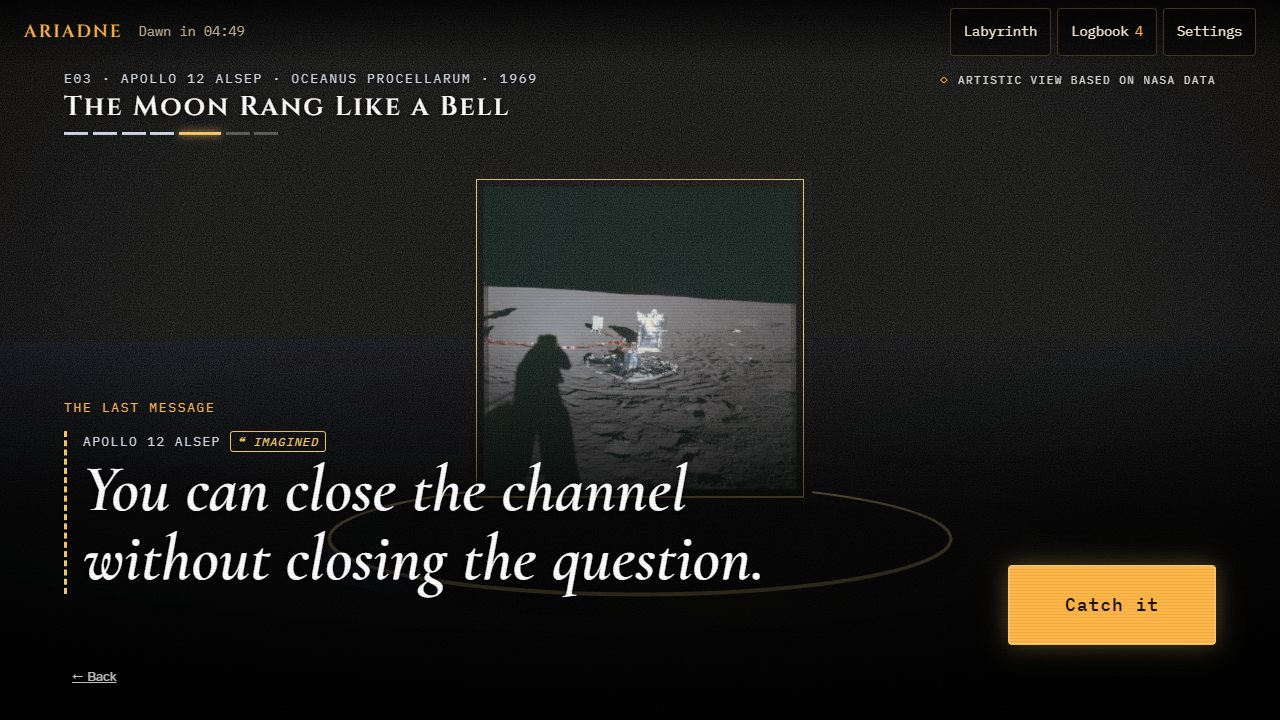 ARIADNE Dawn in 04:49 Labyrinth Logbook 4 Settings
E03 · APOLLO 12 ALSEP · OCEANUS PROCELLARUM · 1969
◇ ARTISTIC VIEW BASED ON NASA DATA
The Moon Rang Like a Bell
THE LAST MESSAGE
APOLLO 12 ALSEP ❝ IMAGINED
You can close the channel
without closing the question.
Catch it
← Back